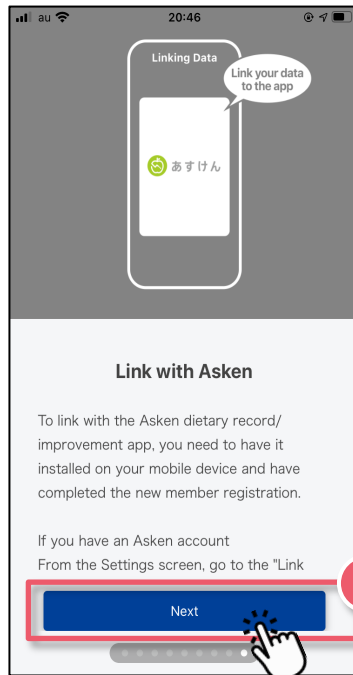 au
20:46
Linking Data
Link your data
to the app
あすけん
Link with Asken
To link with the Asken dietary record/
improvement app, you need to have it
installed on your mobile device and have
completed the new member registration.
If you have an Asken account
From the Settings screen, go to the "Link
Next